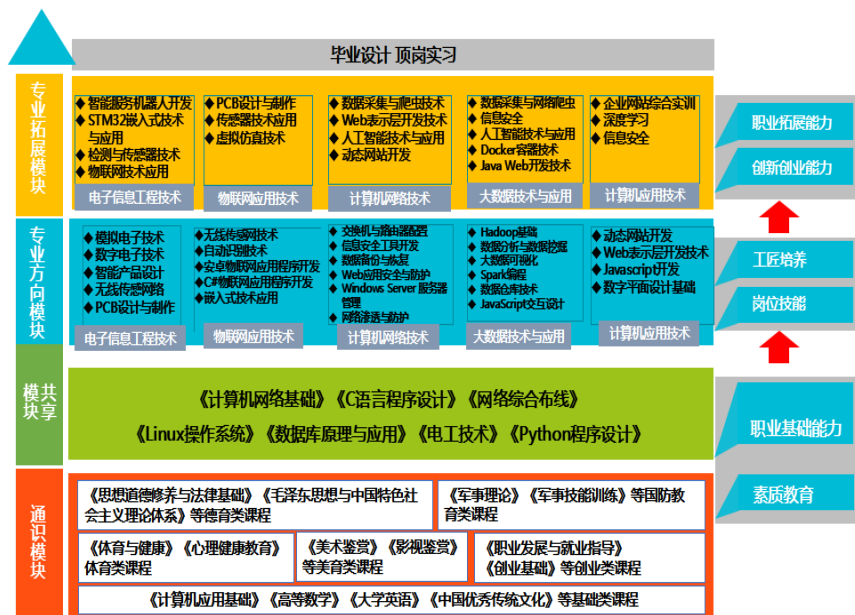 毕业设计 顶岗实习
专业拓展模块
◆智能服务机器人开发
◆STM32嵌入式技术
与应用
◆检测与传感器技术
◆物联网技术应用
电子信息工程技术
◆PCB设计与制作
◆传感器技术应用
◆虚拟仿真技术
物联网应用技术
◆数据采集与爬虫技术
◆Web表示层开发技术
◆人工智能技术与应用
◆动态网站开发
计算机网络技术
◆数据采集与网络爬虫
◆信息安全
◆人工智能技术与应用
◆Docker容器技术
◆Java Web开发技术
大数据技术与应用
◆企业网站综合实训
◆深度学习
◆信息安全
计算机应用技术
职业拓展能力
创新创业能力
专业方向模块
◆模拟电子技术
◆数字电子技术
◆智能产品设计
◆无线传感网络
◆PCB设计与制作
电子信息工程技术
◆无线传感网技术
◆自动识别技术
◆安卓物联网应用程序开发
◆C#物联网应用程序开发
◆嵌入式技术应用
物联网应用技术
◆交换机与路由器配置
◆信息安全工具开发
◆数据备份与恢复
◆Web应用安全与防护
◆Windows Server 服务器
管理
◆网络渗透与防护
计算机网络技术
◆Hadoop基础
◆数据分析与数据挖掘
◆大数据可视化
◆Spark编程
◆数据仓库技术
◆JavaScript交互设计
大数据技术与应用
◆动态网站开发
◆Web表示层开发技术
◆Javascript开发
◆数字平面设计基础
计算机应用技术
工匠培养
岗位技能
共享
模块
《计算机网络基础》《C语言程序设计》《网络综合布线》
《Linux操作系统》《数据库原理与应用》《电工技术》《Python程序设计》
职业基础能力
素质教育
通识模块
《思想道德修养与法律基础》《毛泽东思想与中国特色社
会主义理论体系》等德育类课程
《军事理论》《军事技能训练》等国防教
育类课程
《体育与健康》《心理健康教育》
体育类课程
《美术鉴赏》《影视鉴赏》
等美育类课程
《职业发展与就业指导》
《创业基础》等创业类课程
《计算机应用基础》《高等数学》《大学英语》《中国优秀传统文化》等基础类课程